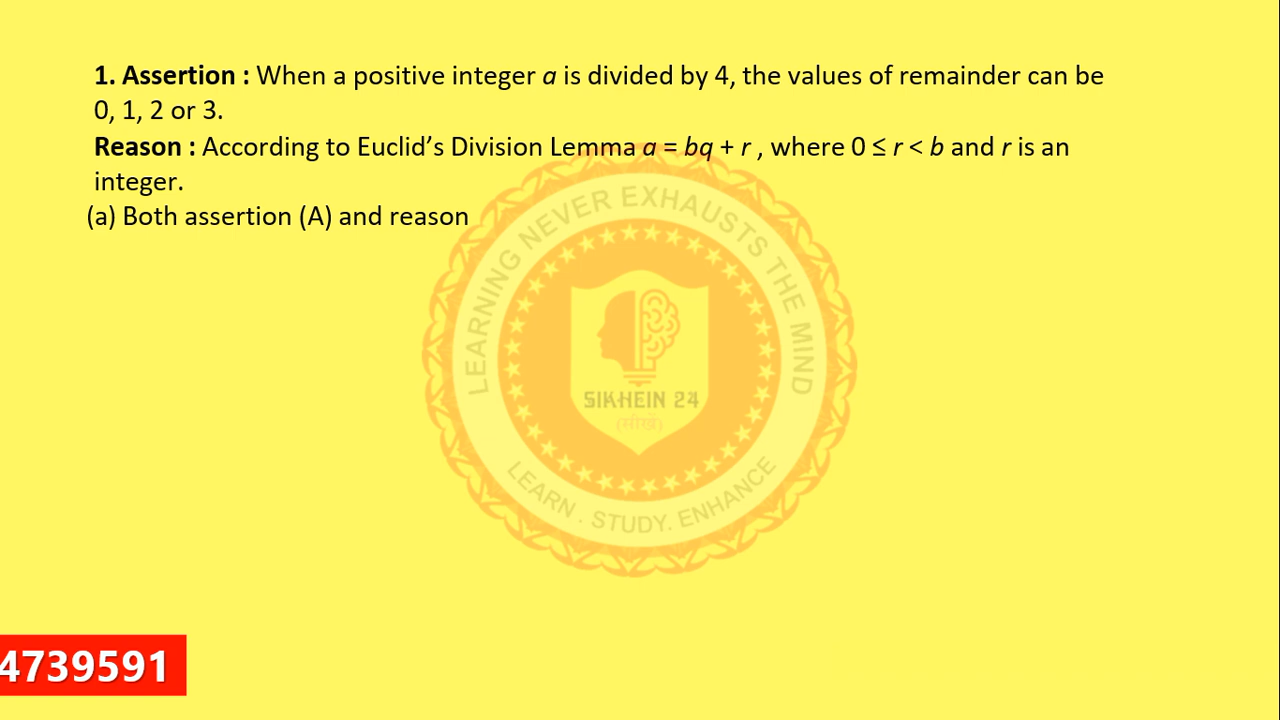 1. Assertion : When a positive integer a is divided by 4, the values of remainder can be
0, 1, 2 or 3.
Reason : According to Euclid’s Division Lemma a = bq + r , where 0 ≤ r < b and r is an
integer.
(a) Both assertion (A) and reason
LEARNING NEVER EXHAUSTS THE MIND
SIKHEIN 24
(सीखें)
LEARN . STUDY. ENHANCE
4739591